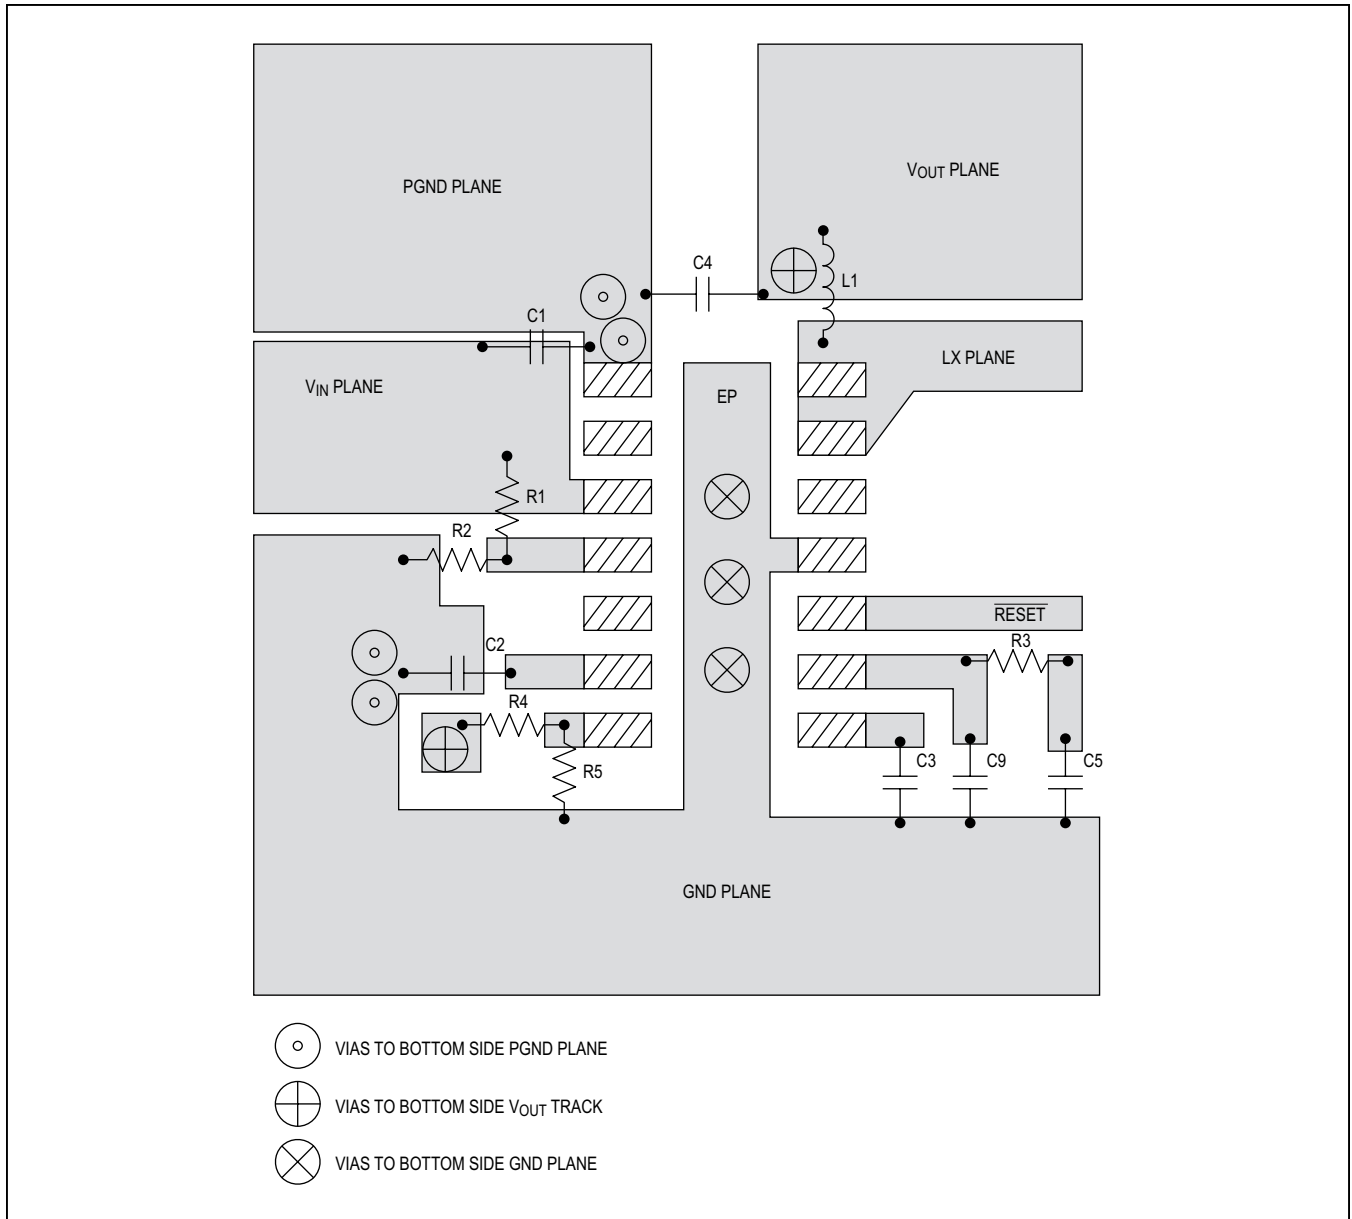 PGND PLANE
VOUT PLANE
C4
L1
C1
LX PLANE
VIN PLANE
EP
R1
R2
RESET
R3
C2
R4
R5
C3
C9
C5
GND PLANE
VIAS TO BOTTOM SIDE PGND PLANE
VIAS TO BOTTOM SIDE VOUT TRACK
VIAS TO BOTTOM SIDE GND PLANE